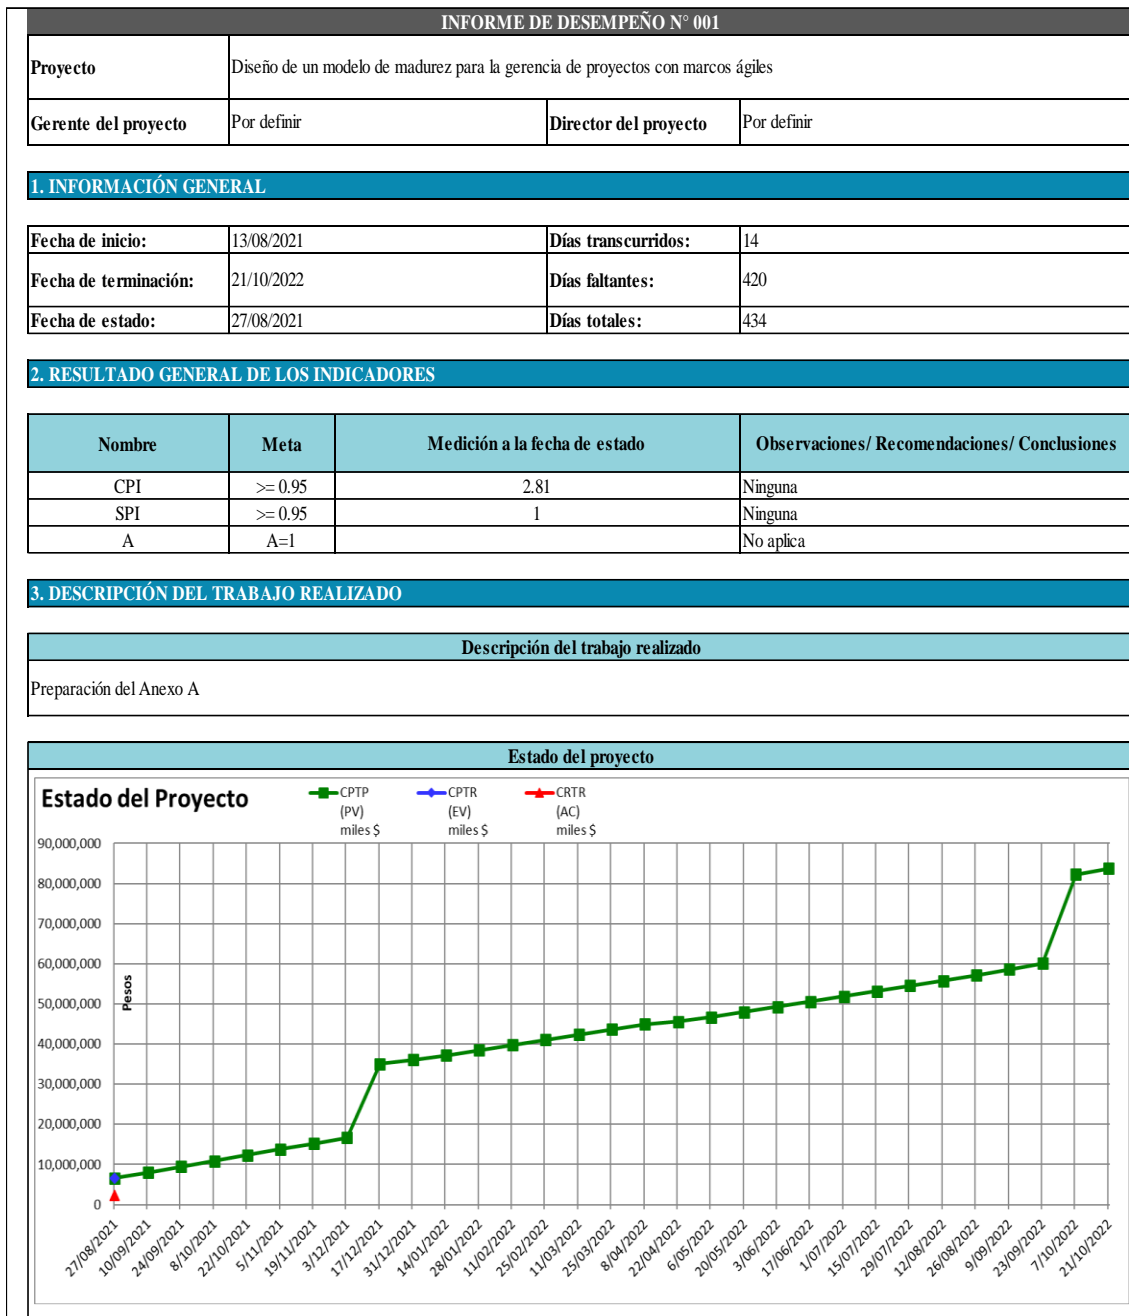 INFORME DE DESEMPEÑO N° 001
Proyecto Diseño de un modelo de madurez para la gerencia de proyectos con marcos ágiles
Gerente del proyecto Por definir Director del proyecto Por definir
1. INFORMACIÓN GENERAL
Fecha de inicio: 13/08/2021 Días transcurridos: 14
Fecha de terminación: 21/10/2022 Días faltantes: 420
Fecha de estado: 27/08/2021 Días totales: 434
2. RESULTADO GENERAL DE LOS INDICADORES
Nombre Meta Medición a la fecha de estado Observaciones/ Recomendaciones/ Conclusiones
CPI >= 0.95 2.81 Ninguna
SPI >= 0.95 1 Ninguna
A A=1 No aplica
3. DESCRIPCIÓN DEL TRABAJO REALIZADO
Descripción del trabajo realizado
Preparación del Anexo A
Estado del proyecto
Estado del Proyecto
CPTP (PV) miles $
CPTR (EV) miles $
CRTR (AC) miles $
90,000,000
80,000,000
70,000,000
60,000,000
50,000,000
40,000,000
30,000,000
20,000,000
10,000,000
0
Pesos
27/08/2021
10/09/2021
24/09/2021
8/10/2021
22/10/2021
5/11/2021
19/11/2021
3/12/2021
17/12/2021
31/12/2021
14/01/2022
28/01/2022
11/02/2022
25/02/2022
11/03/2022
25/03/2022
8/04/2022
22/04/2022
6/05/2022
20/05/2022
3/06/2022
17/06/2022
1/07/2022
15/07/2022
29/07/2022
12/08/2022
26/08/2022
9/09/2022
23/09/2022
7/10/2022
21/10/2022